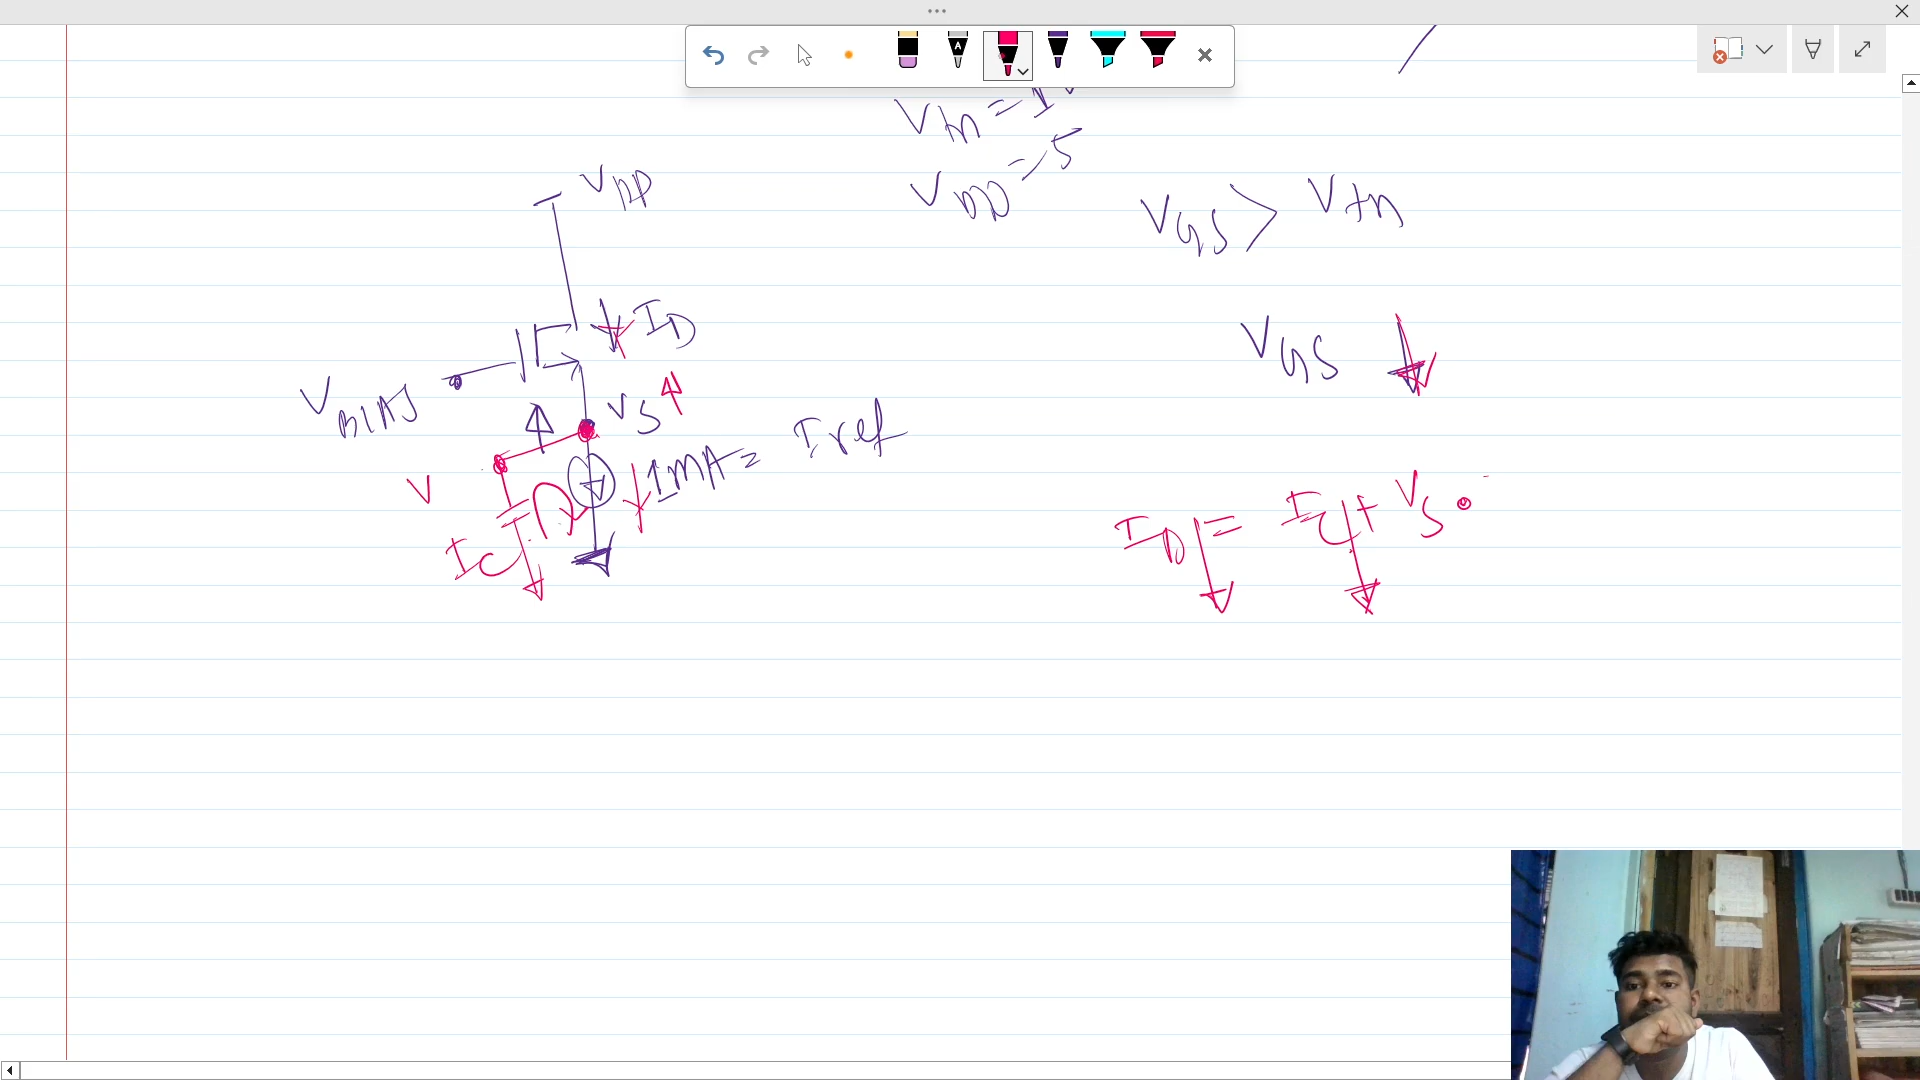 Vtn = 1V
VDD = 5
VDD
VGS > Vtn
ID
VGS
VBIAS
VS
1mA = Iref
V
IC
ID = IC + VS